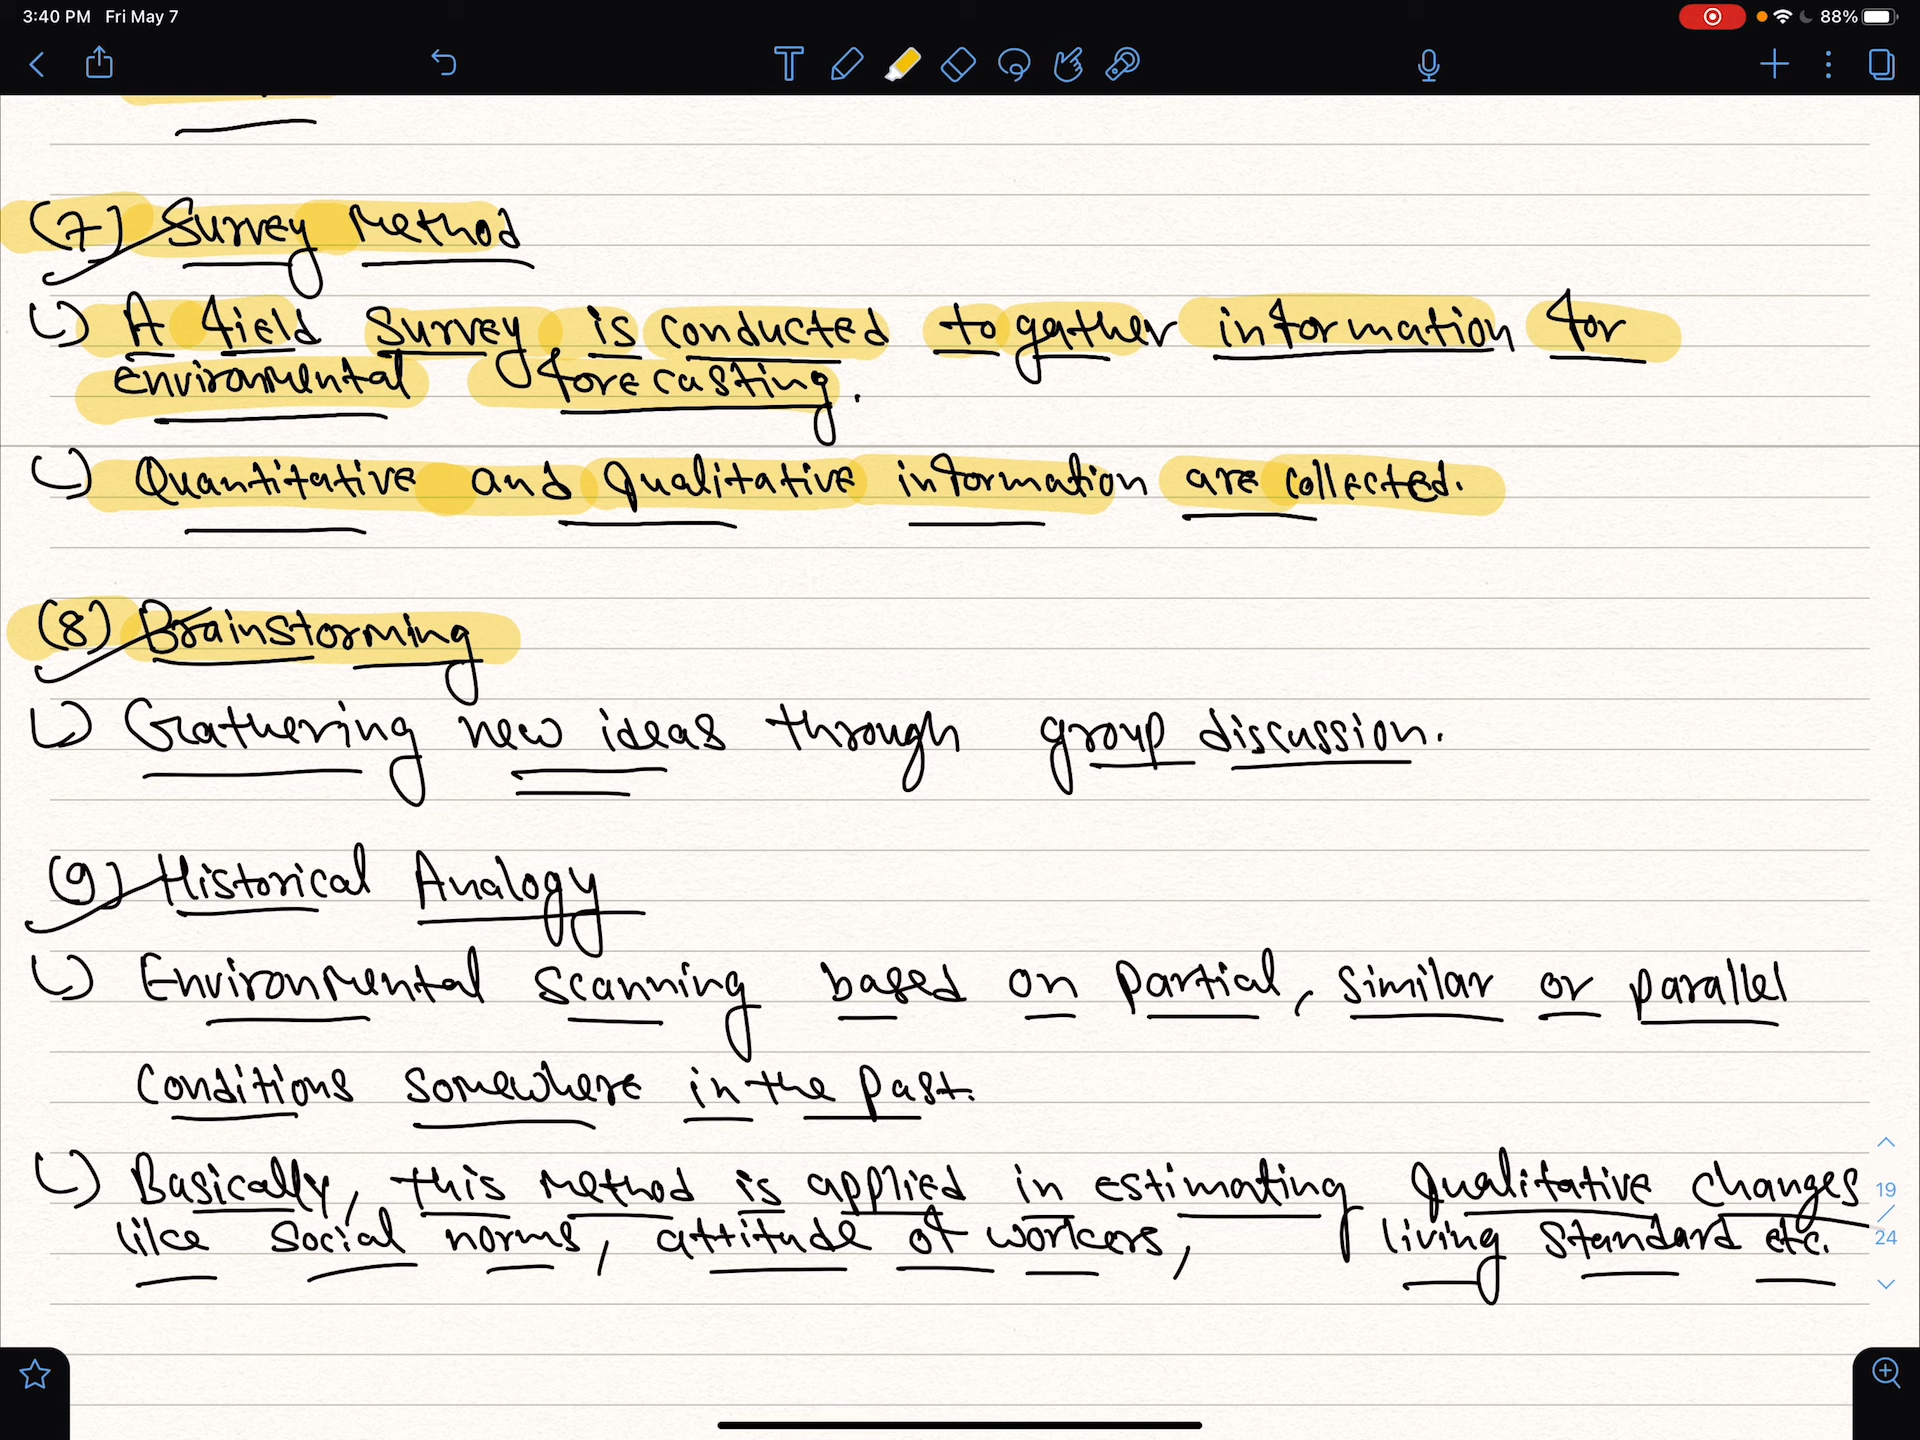 3:40 PM Fri May 7 88%
(7) Survey Method
A field survey is conducted to gather information for
Environmental forecasting.
Quantitative and Qualitative information are collected.
(8) Brainstorming
Gathering new ideas through group discussion.
(9) Historical Analogy
Environmental scanning based on partial, similar or parallel
conditions somewhere in the past.
Basically, this method is applied in estimating qualitative changes
like social norms, attitude of workers, living standard etc.
19
/
24